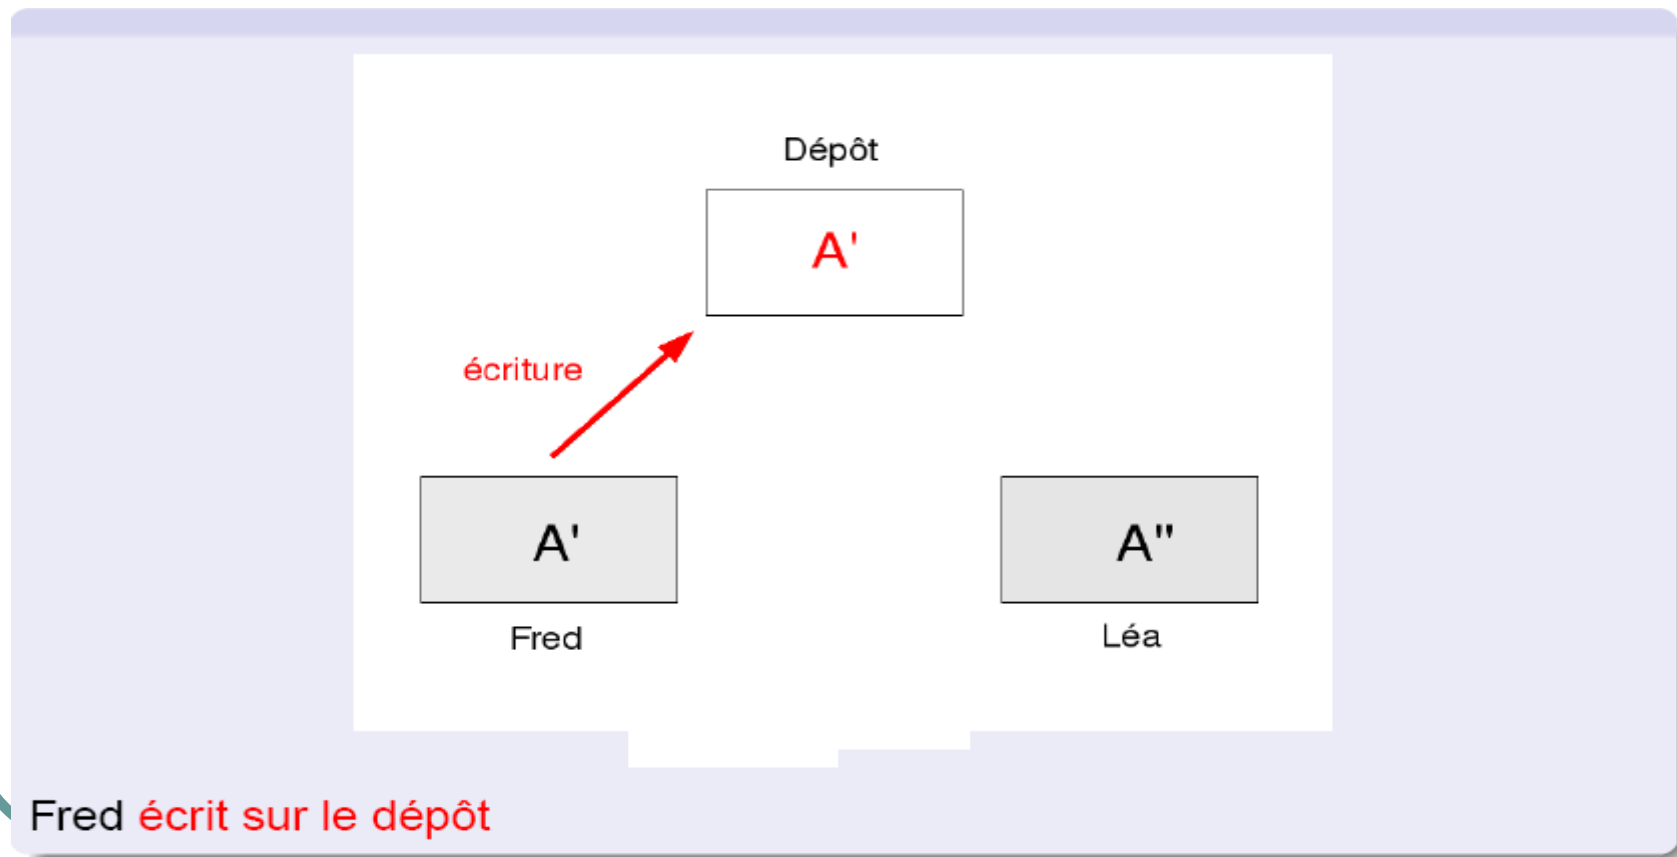 Dépôt
A'
écriture
A'
A"
Fred
Léa
Fred écrit sur le dépôt